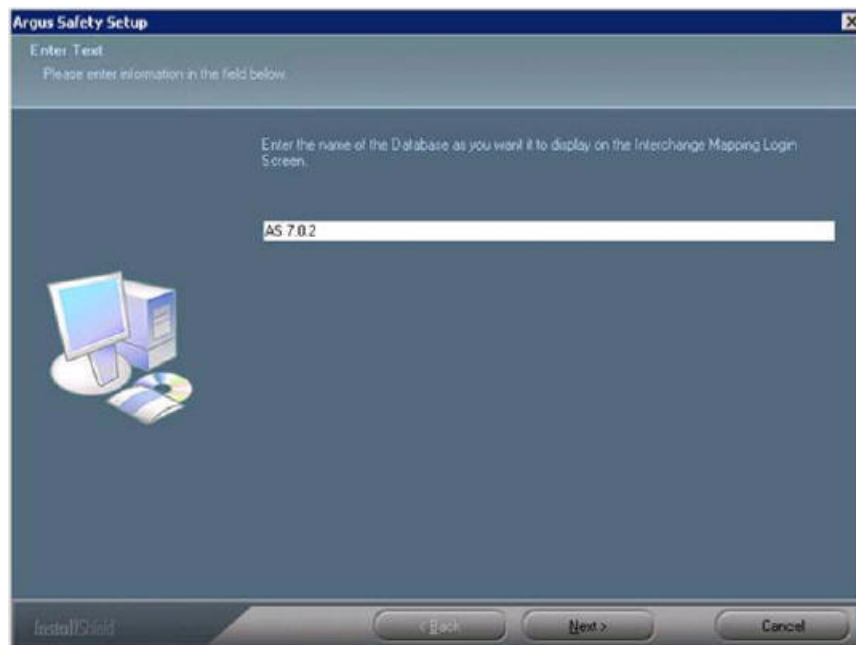 Argus Safety Setup
Enter Text
Please enter information in the field below.
Enter the name of the Database as you want it to display on the Interchange Mapping Login
Screen.
AS 7.0.2
InstallShield
< Back
Next >
Cancel